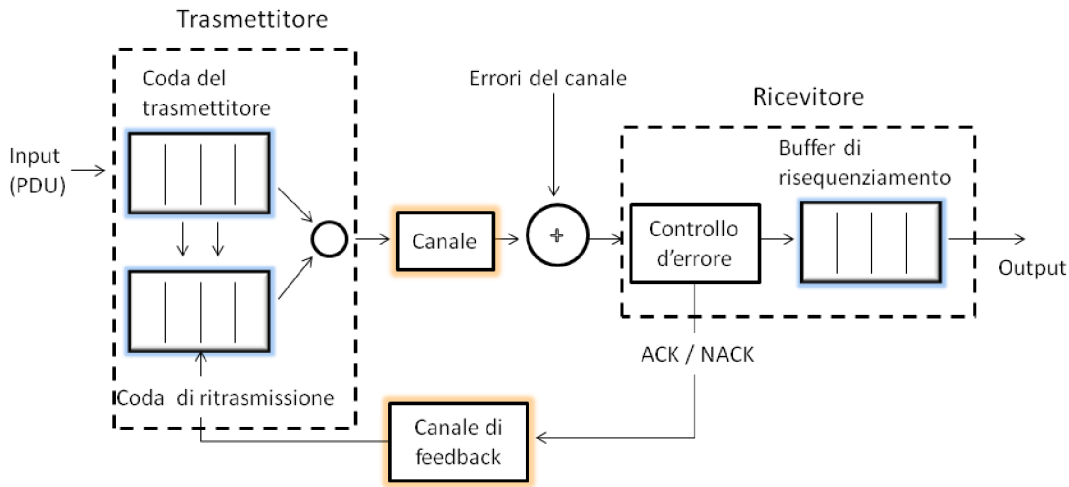 Trasmettitore
Coda del
trasmettitore
Input
(PDU)
Coda di ritrasmissione
Canale
Errori del canale
+
Ricevitore
Controllo
d'errore
Buffer di
risequenziamento
Output
ACK / NACK
Canale di
feedback